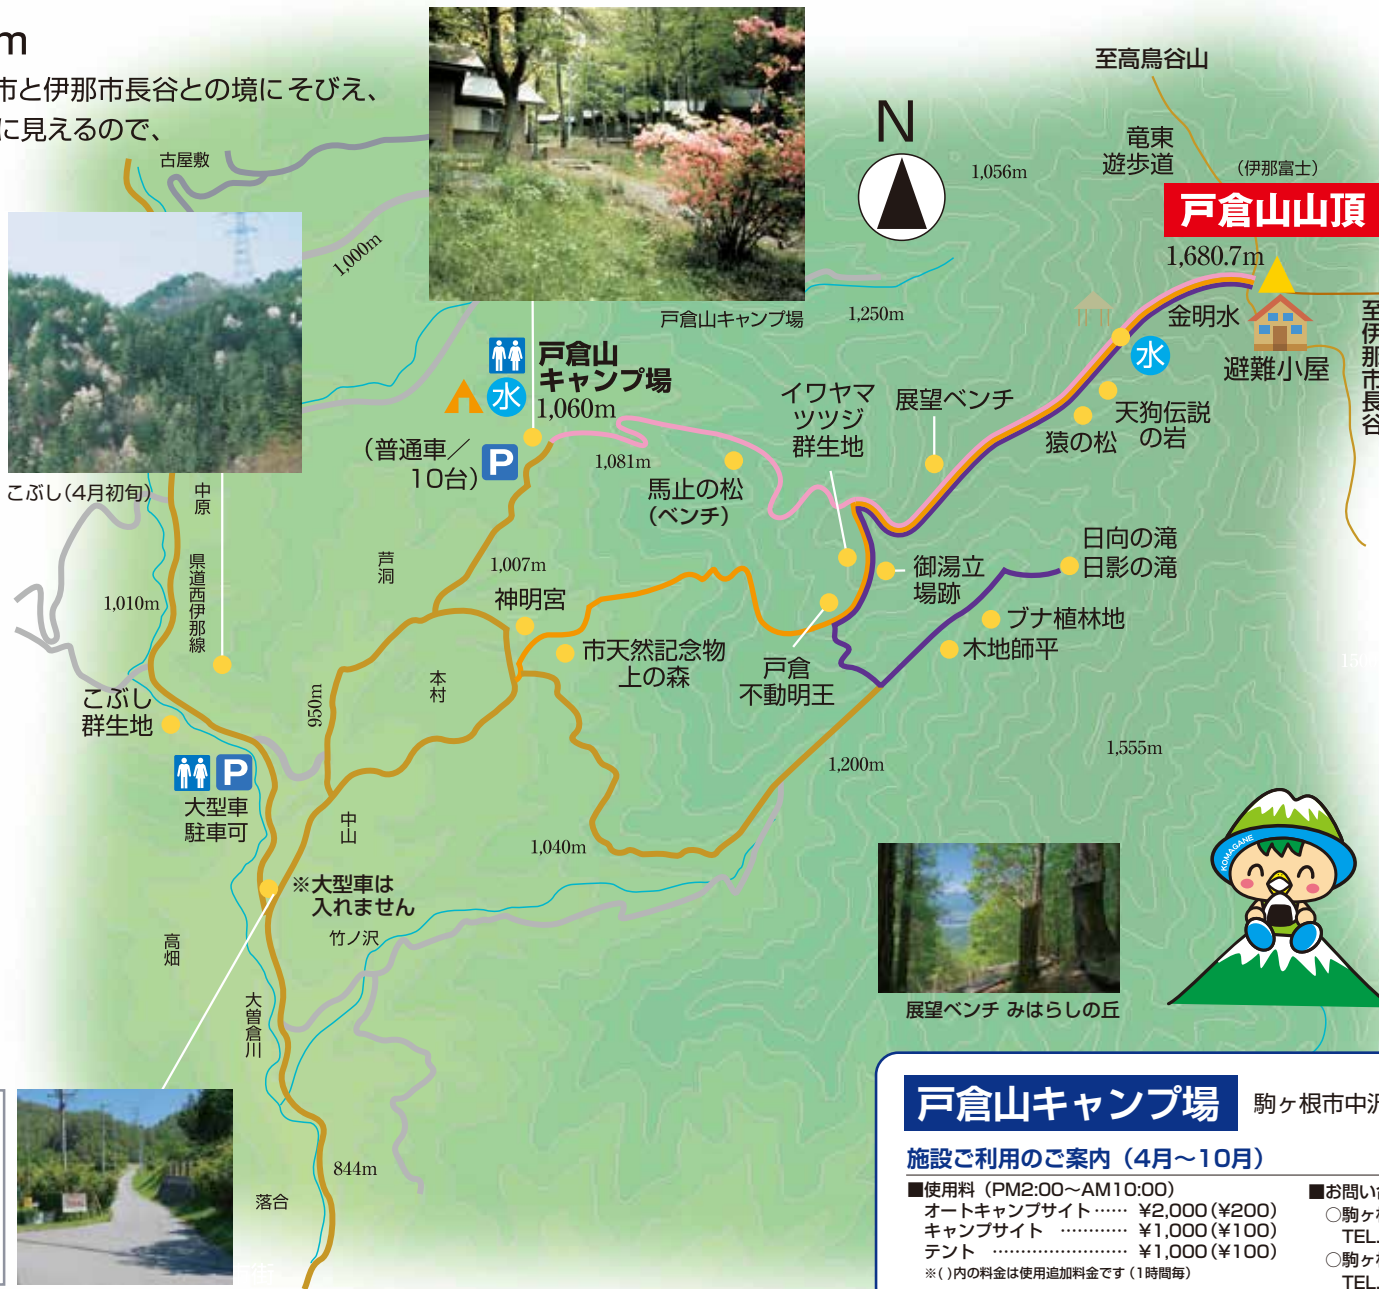 m
市と伊那市長谷との境にそびえ、
に見えるので、
古屋敷
1,000m
戸倉山キャンプ場
N
1,056m
1,250m
至高鳥谷山
竜東
遊歩道
（伊那富士）
戸倉山山頂
1,680.7m
金明水
水
避難小屋
至伊那市長谷
天狗伝説
の岩
猿の松
展望ベンチ
イワヤマ
ツツジ
群生地
戸倉山
キャンプ場
1,060m
水
（普通車／
10台）
P
1,081m
馬止の松
（ベンチ）
こぶし（4月初旬）
中原
県道西伊那線
芦洞
1,007m
神明宮
1,010m
市天然記念物
上の森
戸倉
不動明王
御湯立
場跡
日向の滝
日影の滝
ブナ植林地
木地師平
本村
950m
こぶし
群生地
P
大型車
駐車可
中山
1,200m
1,555m
1,040m
※大型車は
入れません
竹ノ沢
高畑
大曽倉川
844m
落合
KOMAGANE
展望ベンチ みはらしの丘
戸倉山キャンプ場
駒ヶ根市中沢
施設ご利用のご案内（4月～10月）
■使用料（PM2:00～AM10:00）
オートキャンプサイト…… ¥2,000（¥200）
キャンプサイト ………… ¥1,000（¥100）
テント …………………… ¥1,000（¥100）
※( )内の料金は使用追加料金です（1時間毎）
■お問い
○駒ヶ
TEL.
○駒ヶ
TEL.